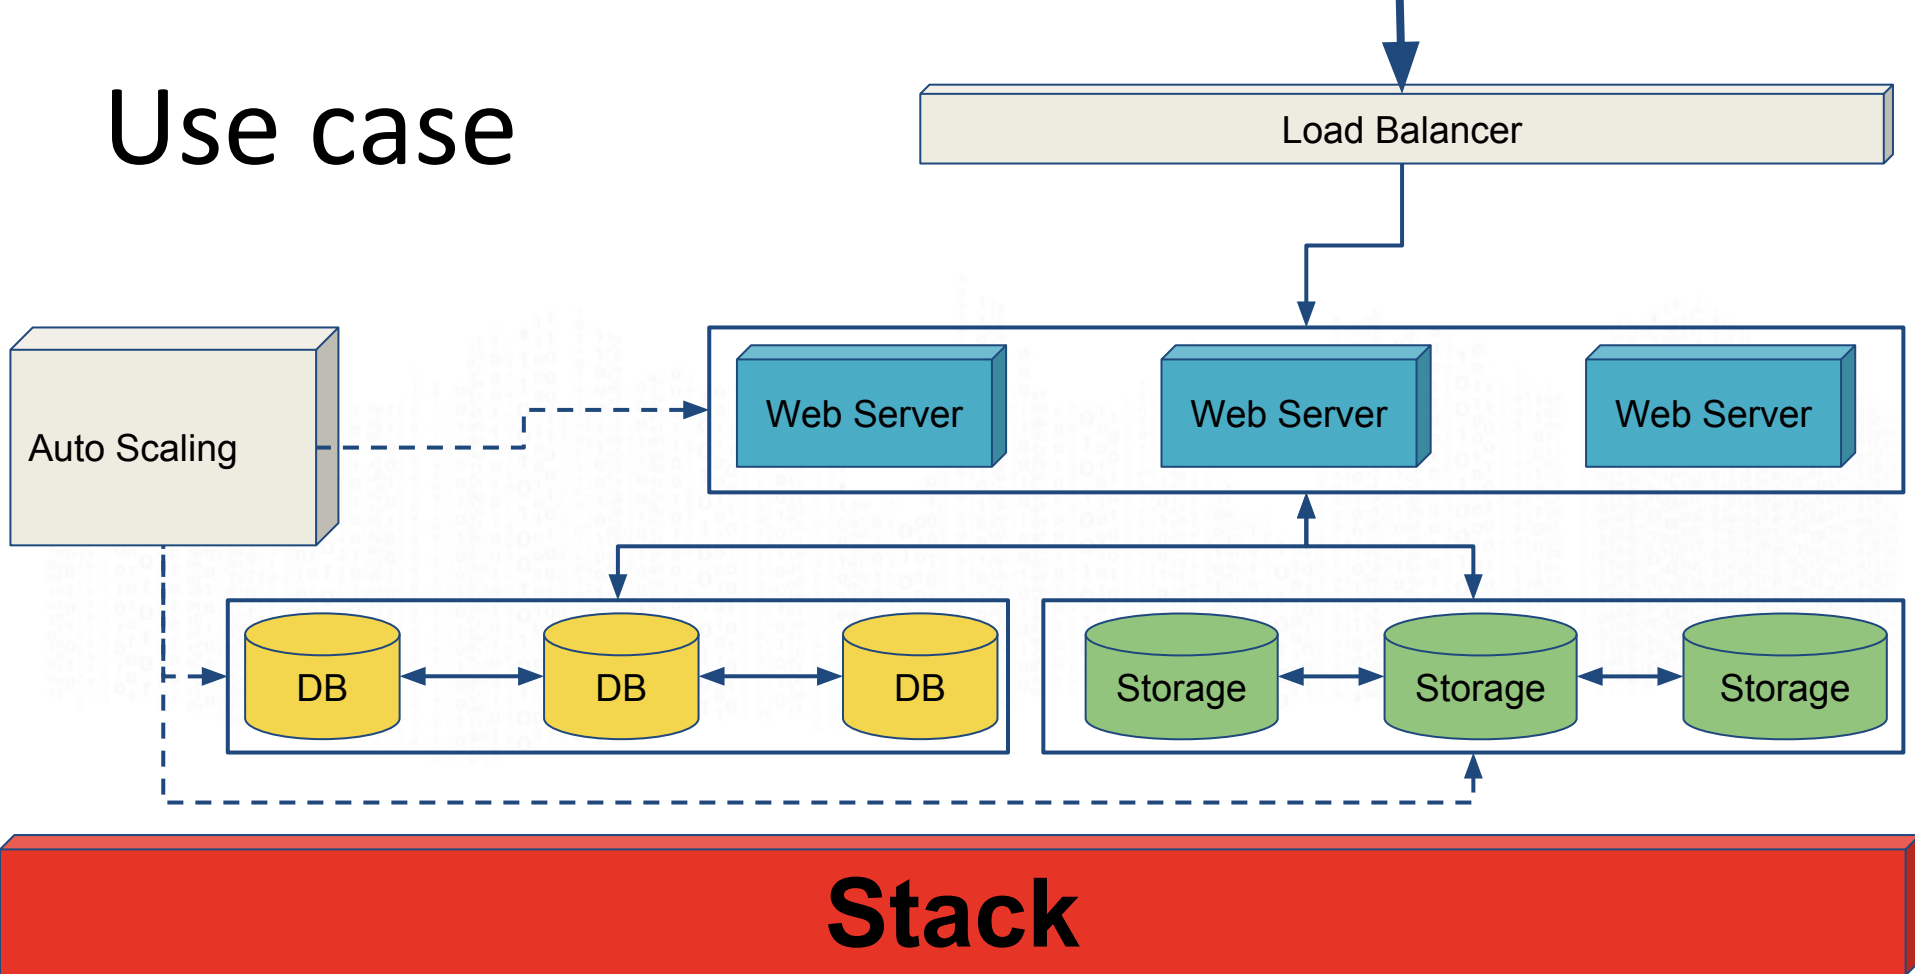 Use case
Load Balancer
Auto Scaling
Web Server
Web Server
Web Server
DB
DB
DB
Storage
Storage
Storage
Stack